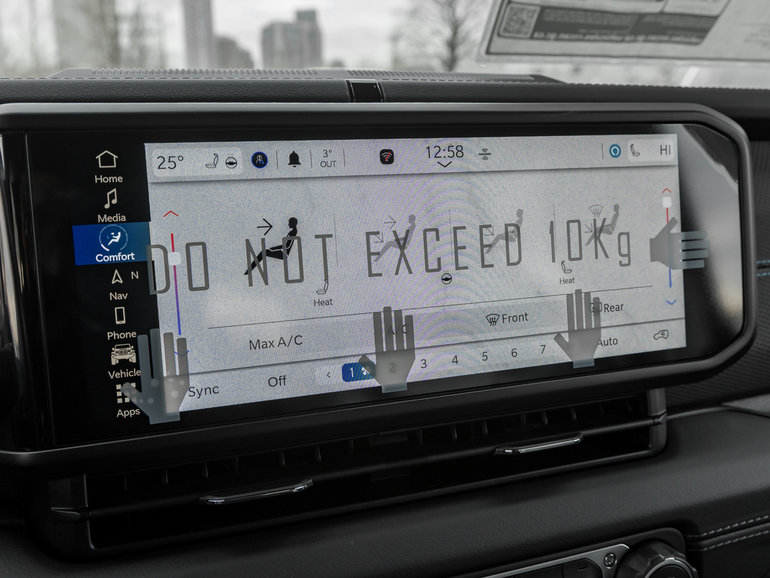 25°
3°
OUT
12:58
HI
Home
Media
Comfort
N
Nav
Phone
Vehicle
Apps
DO NOT EXCEED 10Kg
Heat
Heat
Max A/C
A/C
Front
Rear
Sync
Off
< 1 2 3 4 5 6 7
Auto